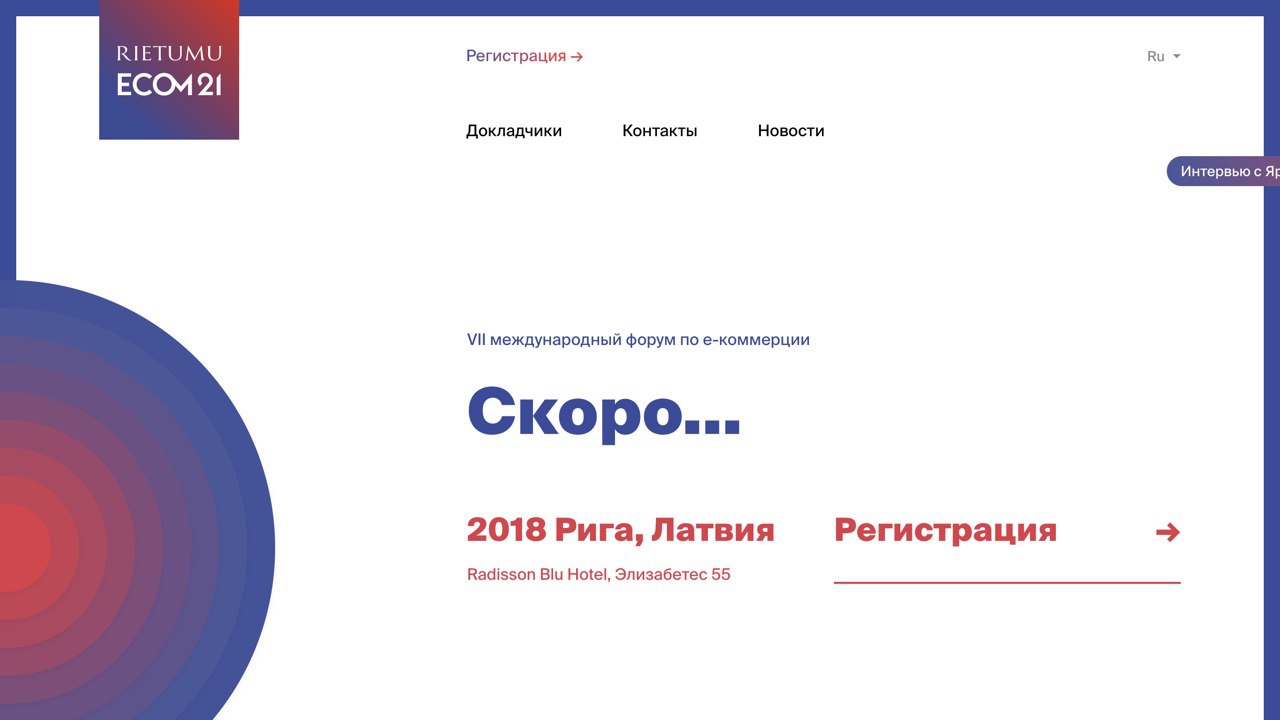 RIETUMU
ECOM21
Регистрация →
Ru
Докладчики
Контакты
Новости
Интервью с
VII международный форум по е-коммерции
Скоро...
2018 Рига, Латвия
Регистрация →
Radisson Blu Hotel, Элизабетес 55